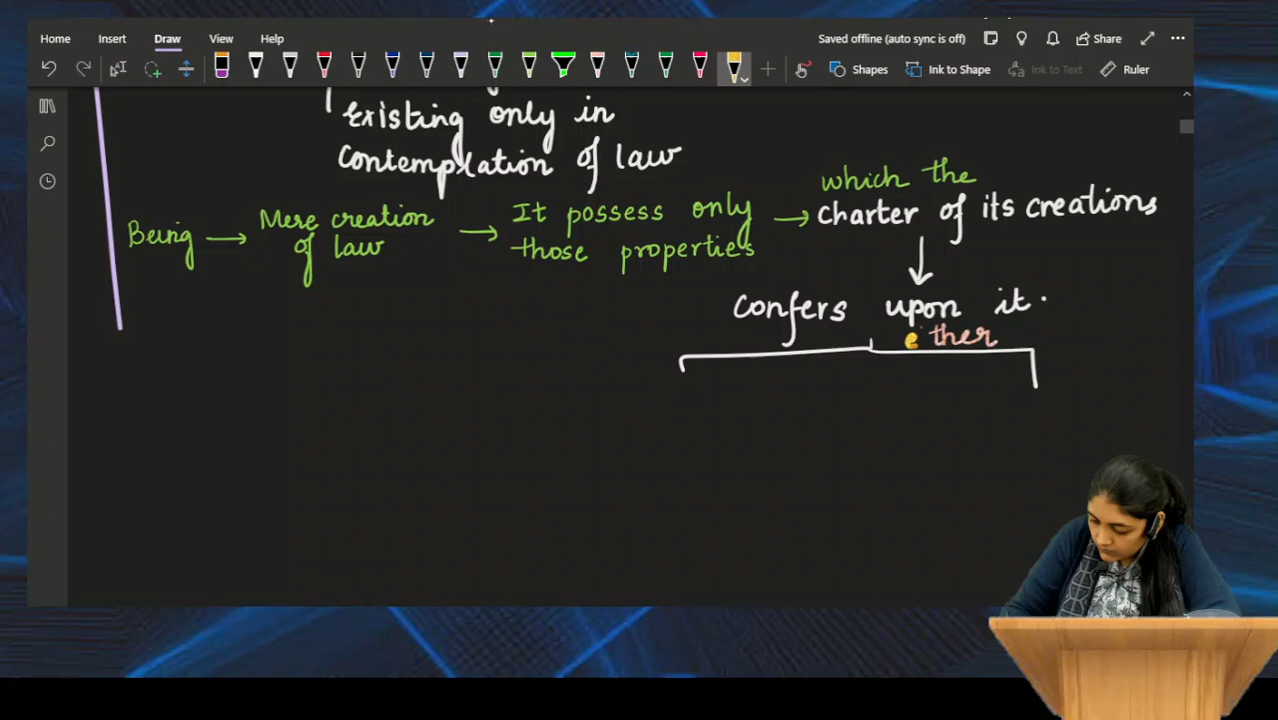 Home Insert Draw View Help Saved offline (auto sync is off) Share
Shapes Ink to Shape Ink to Text Ruler
Existing only in
Contemplation of law
which the
Being → Mere creation → It possess only → charter of its creations
of law those properties
Confers upon it.
e ther